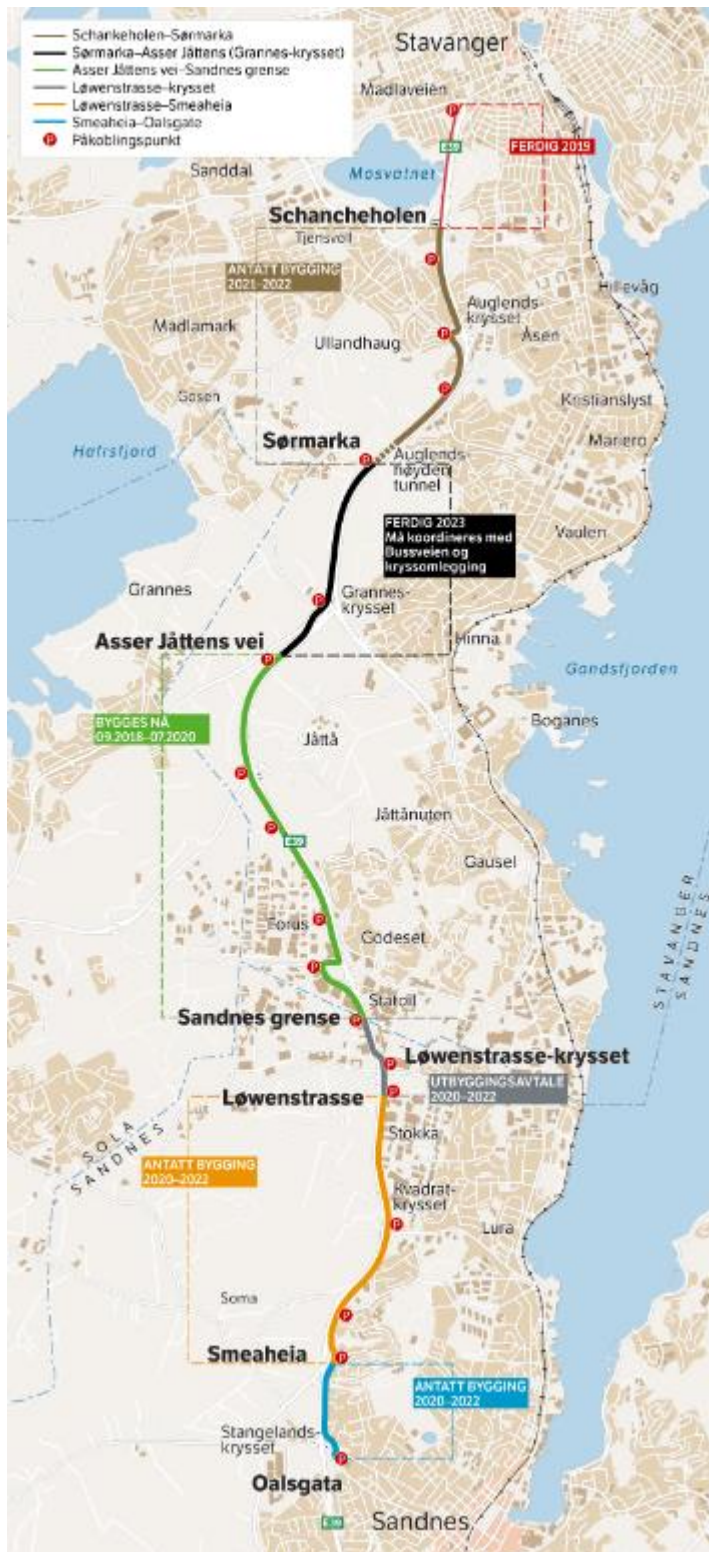 Schankeholen–Sørmarka
Sørmarka–Asser Jåttens (Grannes-krysset)
Asser Jåttens vei–Sandnes grense
Løwenstrasse–krysset
Løwenstrasse–Smeaheia
Smeaheia–Oalsgate
P Påkoblingspunkt
Stavanger
Madlaveien
P
E39
FERDIG 2019
Sanddal
Mosvatnet
Schancheholen
Tjensvoll
P
ANTATT BYGGING
2021–2022
Hillevåg
Auglends-
krysset
Madlamark
P
Åsen
Ullandhaug
P
Gosen
Kristianslyst
Mariero
Sørmarka
Hafrsfjord
P
Auglends-
høyden
tunnel
FERDIG 2023
Må koordineres med
Bussveien og
kryssomlegging
Vaulen
Grannes
P
Grannes-
krysset
Asser Jåttens vei
P
Hinna
Gandsfjorden
BYGGES NÅ
09.2018–07.2020
Jåttå
Boganes
P
Jåttånuten
P
E39
Gausel
STAVANGER
SANDNES
P
Forus
Godeset
P
Statoil
Sandnes grense
P
Løwenstrasse-krysset
P
UTBYGGINGSAVTALE
2020–2022
Løwenstrasse
P
Stokka
SOLA
SANDNES
ANTATT BYGGING
2020–2022
Kvadrat-
krysset
P
Lura
Soma
P
Smeaheia
P
ANTATT BYGGING
2020–2022
Stangelands-
krysset
P
Oalsgata
E39
Sandnes